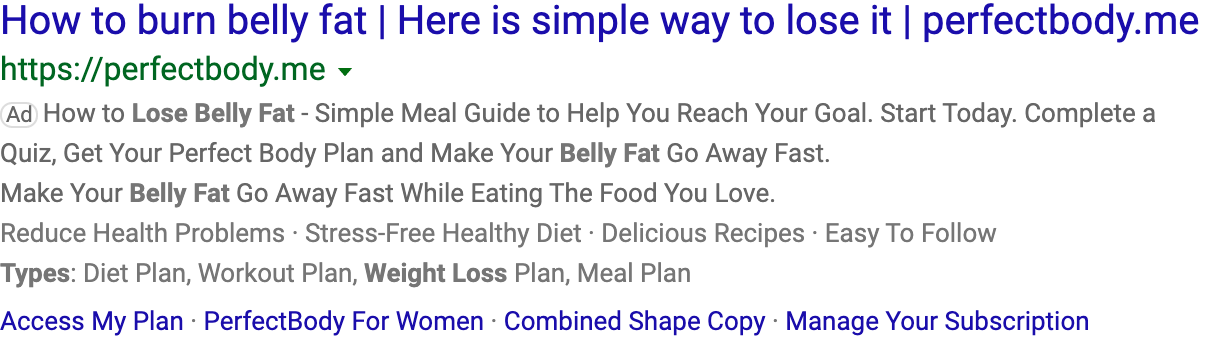 How to burn belly fat | Here is simple way to lose it | perfectbody.me
https://perfectbody.me
Ad How to Lose Belly Fat - Simple Meal Guide to Help You Reach Your Goal. Start Today. Complete a
Quiz, Get Your Perfect Body Plan and Make Your Belly Fat Go Away Fast.
Make Your Belly Fat Go Away Fast While Eating The Food You Love.
Reduce Health Problems · Stress-Free Healthy Diet · Delicious Recipes · Easy To Follow
Types: Diet Plan, Workout Plan, Weight Loss Plan, Meal Plan
Access My Plan · PerfectBody For Women · Combined Shape Copy · Manage Your Subscription